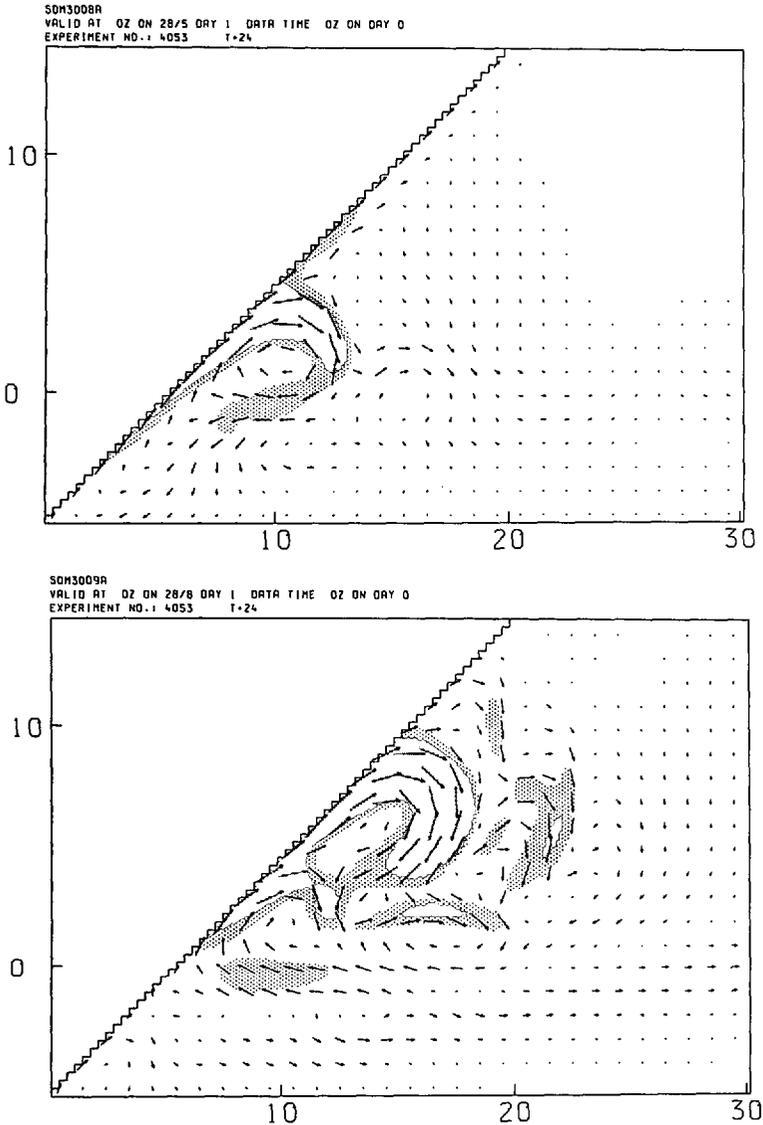 SOM3008A
VALID AT 0Z ON 28/5 DAY 1 DATA TIME 0Z ON DAY 0
EXPERIMENT NO.: 4053 T+24
10
0
10 20 30
SOM3009A
VALID AT 0Z ON 28/8 DAY 1 DATA TIME 0Z ON DAY 0
EXPERIMENT NO.: 4053 T+24
10
0
10 20 30